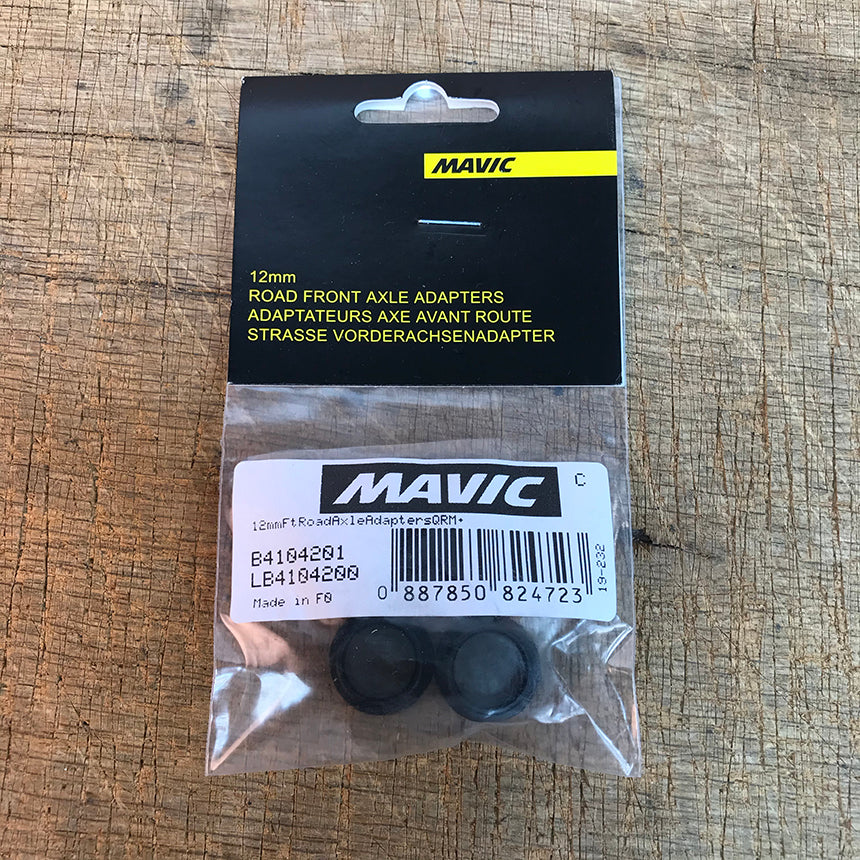 MAVIC
12mm
ROAD FRONT AXLE ADAPTERS
ADAPTATEURS AXE AVANT ROUTE
STRASSE VORDERACHSENADAPTER
MAVIC
C
12mmFtRoadAxleAdaptersQRM+
B4104201
LB4104200
Made in F0
0 887850 824723
19-232